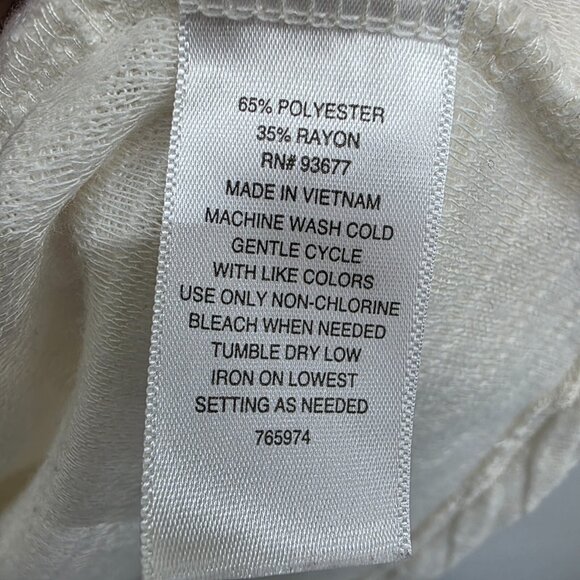 65% POLYESTER
35% RAYON
RN# 93677
MADE IN VIETNAM
MACHINE WASH COLD
GENTLE CYCLE
WITH LIKE COLORS
USE ONLY NON-CHLORINE
BLEACH WHEN NEEDED
TUMBLE DRY LOW
IRON ON LOWEST
SETTING AS NEEDED
765974